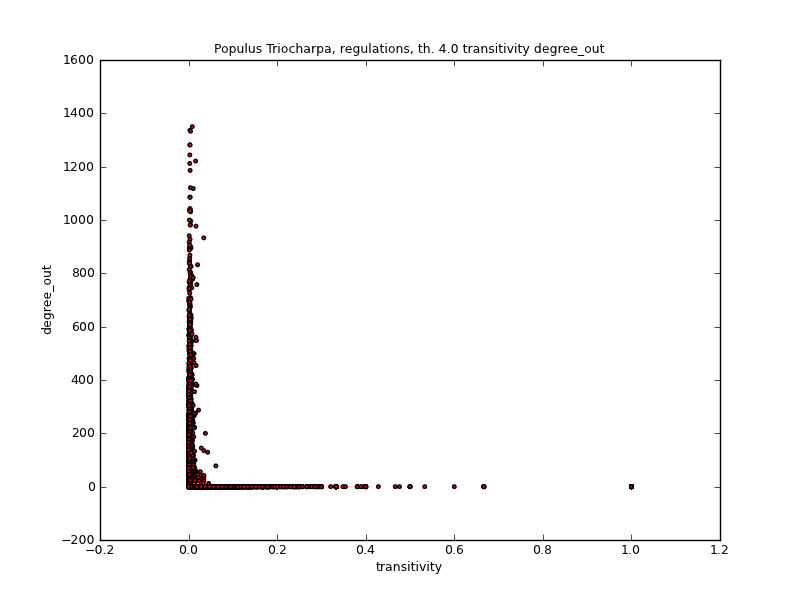 Populus Triocharpa, regulations, th. 4.0 transitivity degree_out
1600
1400
1200
1000
800
600
400
200
0
−200
degree_out
−0.2 0.0 0.2 0.4 0.6 0.8 1.0 1.2
transitivity